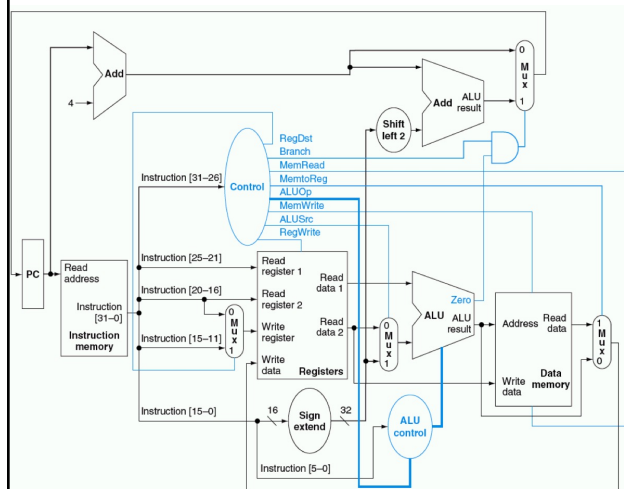 Add
4
0
M
u
x
1
Add ALU
result
Shift
left 2
RegDst
Branch
MemRead
MemtoReg
ALUOp
MemWrite
ALUSrc
RegWrite
Control
Instruction [31–26]
Instruction [25–21]
Instruction [20–16]
Instruction [15–11]
Instruction [15–0]
PC
Read
address
Instruction
[31–0]
Instruction
memory
0
M
u
x
1
Read
register 1
Read
register 2
Write
register
Write
data
Read
data 1
Read
data 2
Registers
0
M
u
x
1
Zero
ALU
ALU
result
Address
Read
data
Data
memory
Write
data
1
M
u
x
0
16
Sign
extend
32
ALU
control
Instruction [5–0]